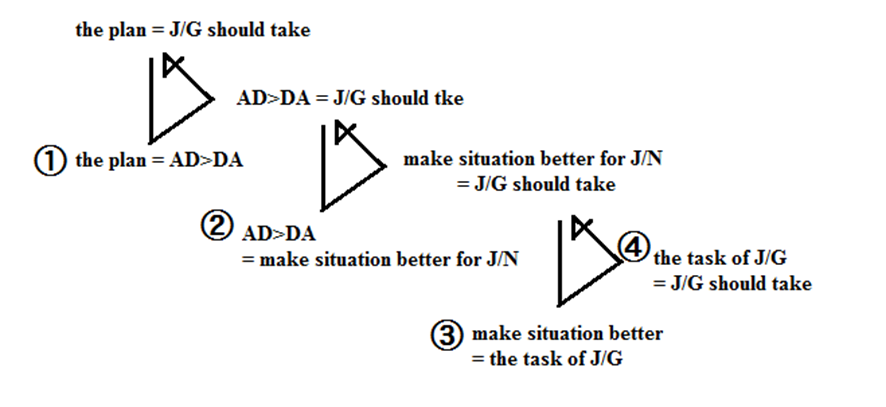 the plan = J/G should take
AD>DA = J/G should tke
① the plan = AD>DA
make situation better for J/N
= J/G should take
② AD>DA
= make situation better for J/N
④ the task of J/G
= J/G should take
③ make situation better
= the task of J/G